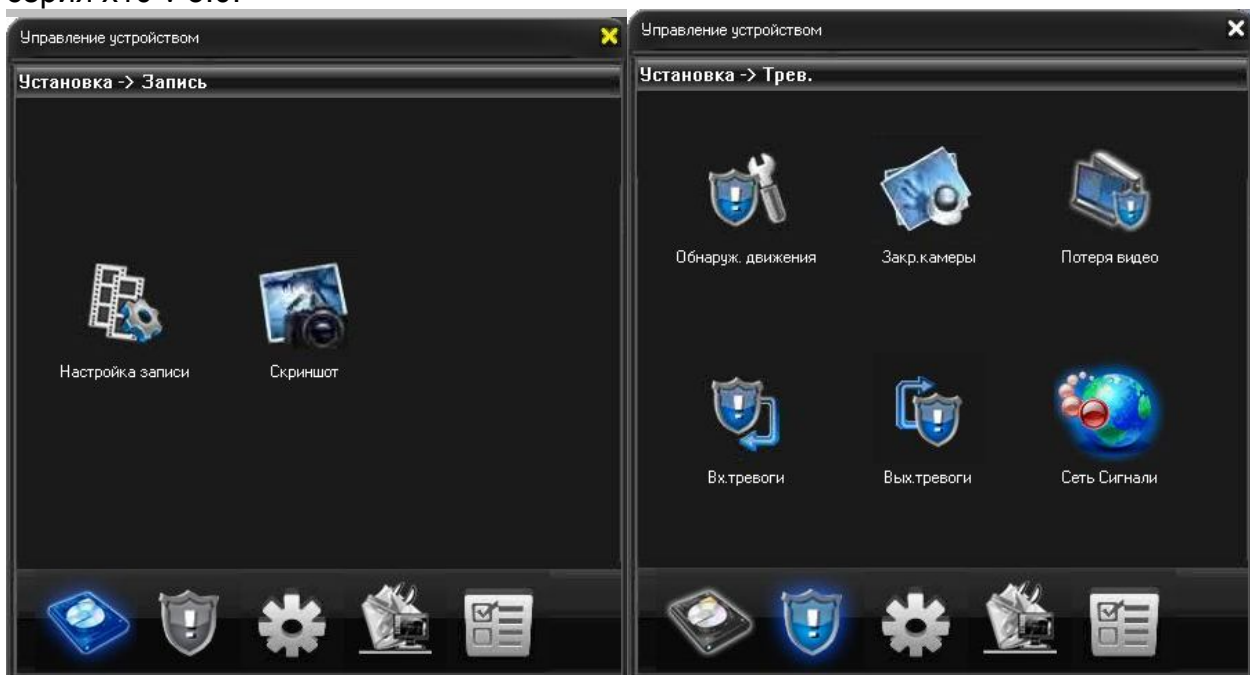 Управление устройством
Установка -> Запись
Настройка записи
Скриншот
Управление устройством
Установка -> Трев.
Обнаруж. движения
Закр.камеры
Потеря видео
Вх.тревоги
Вых.тревоги
Сеть Сигнали